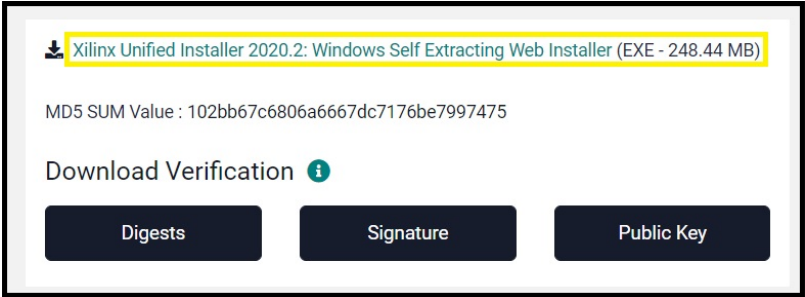 Xilinx Unified Installer 2020.2: Windows Self Extracting Web Installer (EXE - 248.44 MB)
MD5 SUM Value : 102bb67c6806a6667dc7176be7997475
Download Verification
Digests
Signature
Public Key